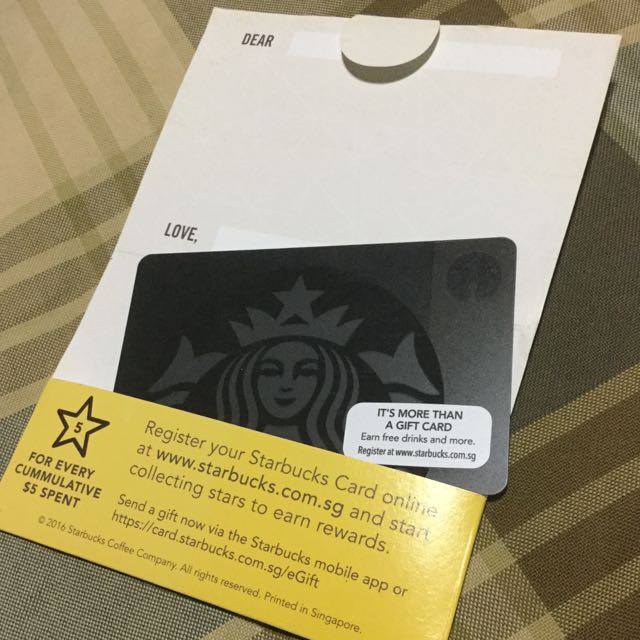 DEAR
LOVE,
IT'S MORE THAN
A GIFT CARD
Earn free drinks and more.
Register at www.starbucks.com.sg
5
FOR EVERY
CUMMULATIVE
$5 SPENT
Register your Starbucks Card online
at www.starbucks.com.sg and start
collecting stars to earn rewards.
Send a gift now via the Starbucks mobile app or
https://card.starbucks.com.sg/eGift
© 2016 Starbucks Coffee Company. All rights reserved. Printed in Singapore.